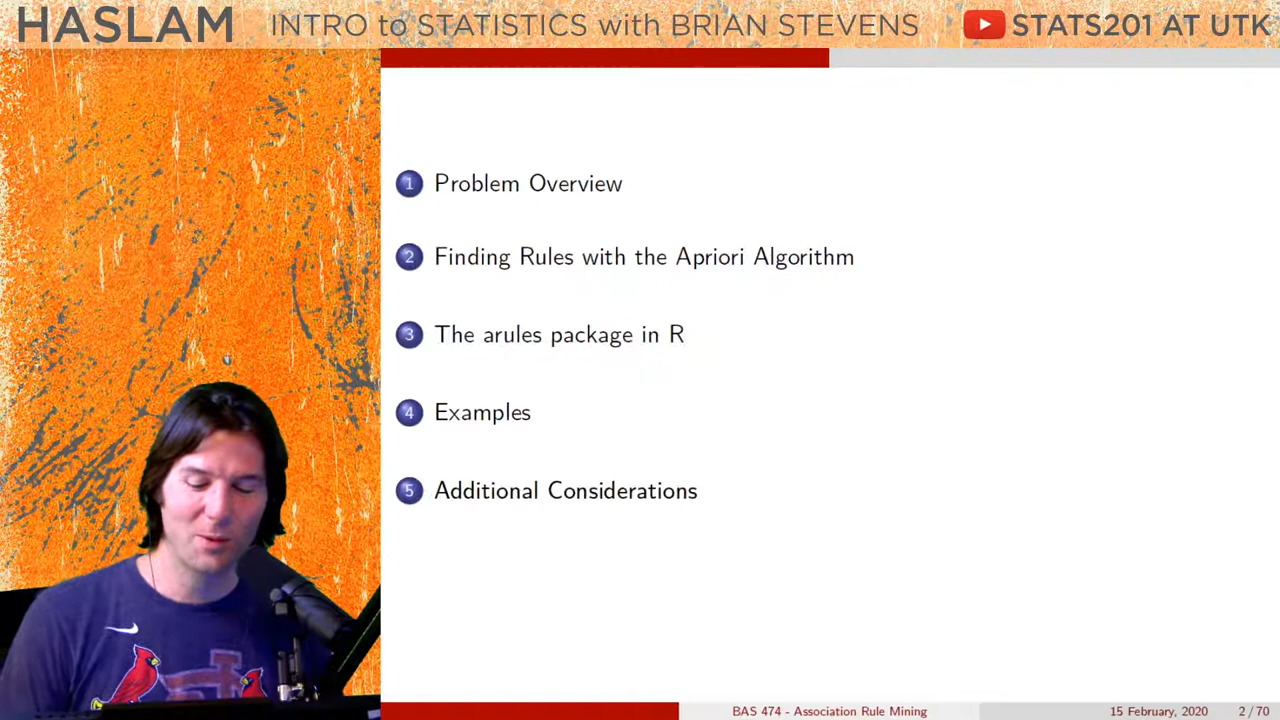 HASLAM INTRO to STATISTICS with BRIAN STEVENS STATS201 AT UTK
1 Problem Overview
2 Finding Rules with the Apriori Algorithm
3 The arules package in R
4 Examples
5 Additional Considerations
BAS 474 - Association Rule Mining 15 February, 2020 2 / 70